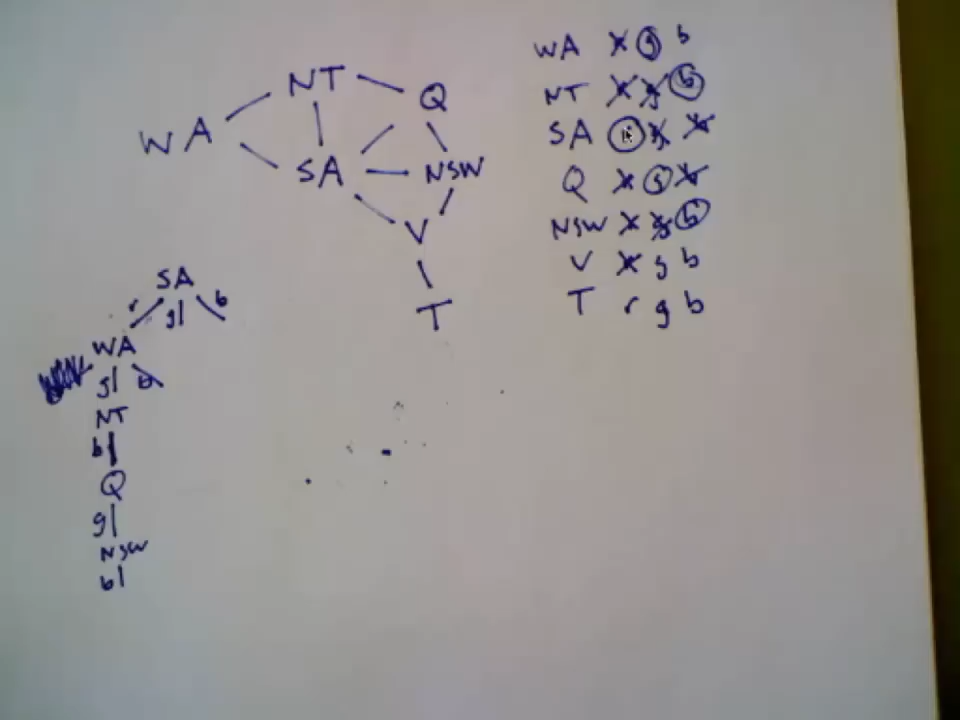 NT
Q
WA
SA
NSW
V
T
WA r g b
NT r g b
SA r g b
Q r g b
NSW r g b
V r g b
T r g b
SA
r g b
WA
g b
NT
b
Q
g
NSW
b